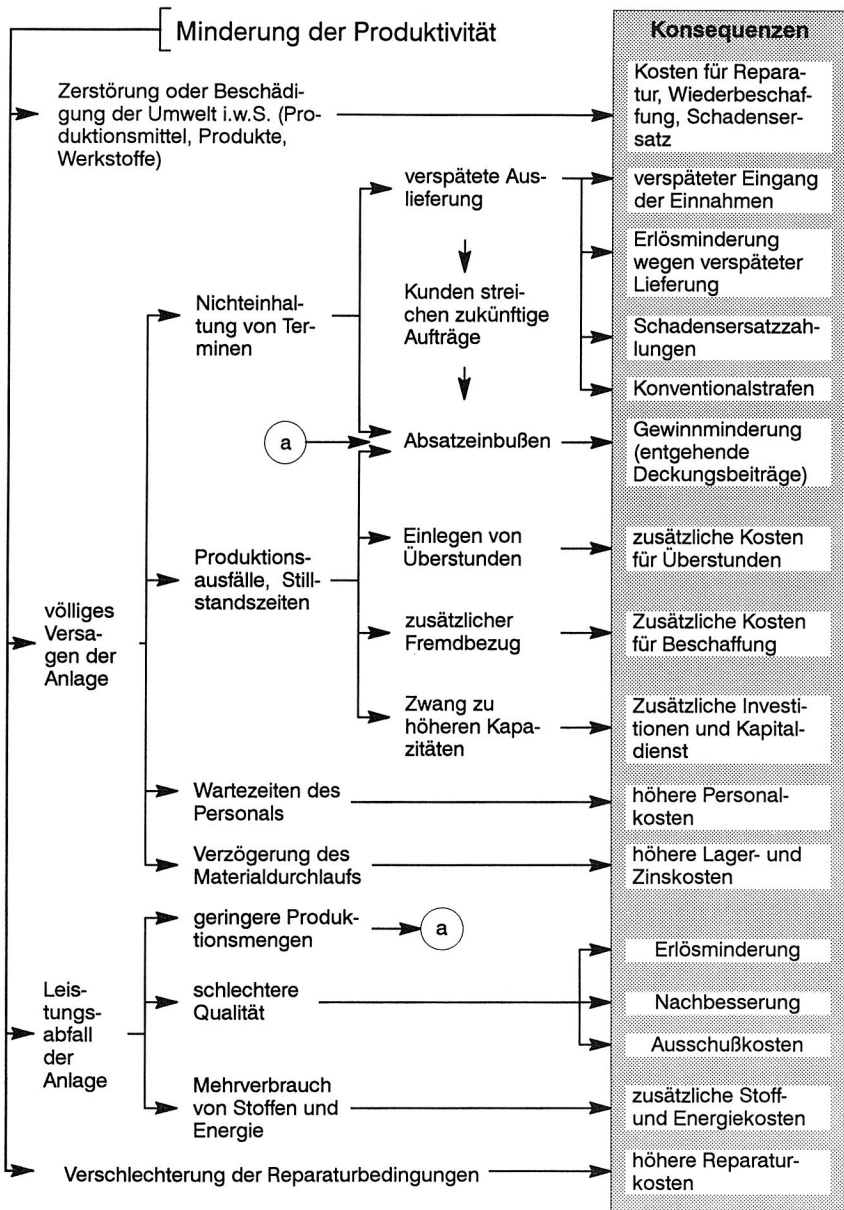 Minderung der Produktivität
Konsequenzen
Zerstörung oder Beschädi-
gung der Umwelt i.w.S. (Pro-
duktionsmittel, Produkte,
Werkstoffe)
Kosten für Repara-
tur, Wiederbeschaf-
fung, Schadenser-
satz
völliges
Versa-
gen der
Anlage
Nichteinhal-
tung von Ter-
minen
verspätete Aus-
lieferung
verspäteter Eingang
der Einnahmen
Erlösminderung
wegen verspäteter
Lieferung
Schadensersatzzah-
lungen
Konventionalstrafen
Kunden strei-
chen zukünftige
Aufträge
a
Absatzeinbußen
Gewinnminderung
(entgehende
Deckungsbeiträge)
Produktions-
ausfälle, Still-
standszeiten
Einlegen von
Überstunden
zusätzliche Kosten
für Überstunden
zusätzlicher
Fremdbezug
Zusätzliche Kosten
für Beschaffung
Zwang zu
höheren Kapa-
zitäten
Zusätzliche Investi-
tionen und Kapital-
dienst
Wartezeiten des
Personals
höhere Personal-
kosten
Verzögerung des
Materialdurchlaufs
höhere Lager- und
Zinskosten
Leis-
tungs-
abfall
der
Anlage
geringere Produk-
tionsmengen
a
schlechtere
Qualität
Erlösminderung
Nachbesserung
Ausschußkosten
Mehrverbrauch
von Stoffen und
Energie
zusätzliche Stoff-
und Energiekosten
Verschlechterung der Reparaturbedingungen
höhere Reparatur-
kosten